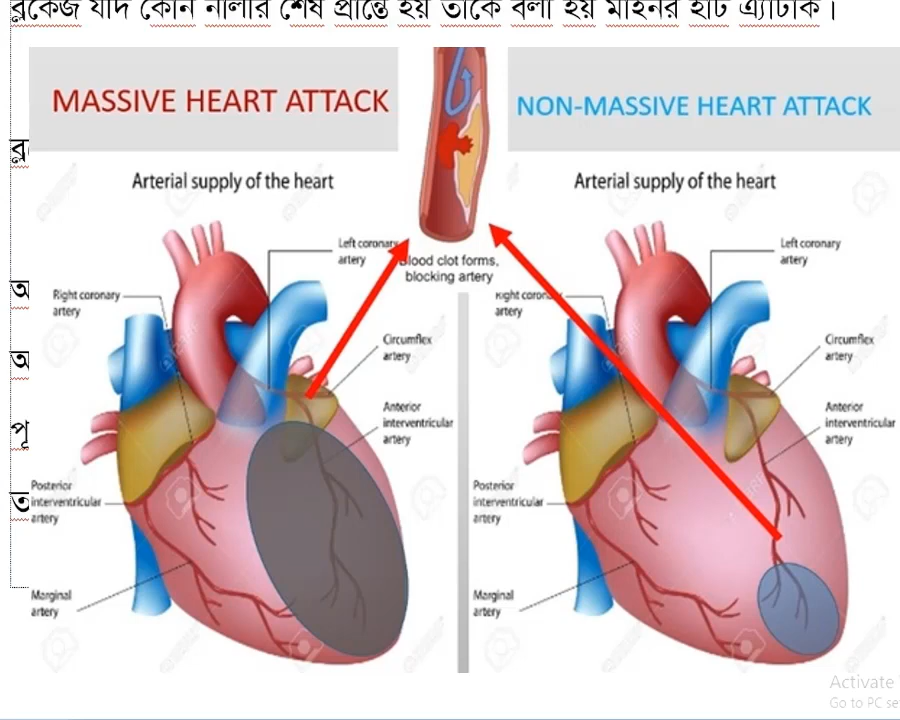 ব্লকেজ যদি কোন নালীর শেষ প্রান্তে হয় তাকে বলা হয় মাইনর হার্ট এ্যাটাক।
MASSIVE HEART ATTACK
NON-MASSIVE HEART ATTACK
Arterial supply of the heart
Left coronary
artery
Right coronary
artery
Circumflex
artery
Anterior
interventricular
artery
Posterior
interventricular
artery
Marginal
artery
Blood clot forms,
blocking artery
Arterial supply of the heart
Left coronary
artery
Right coron
artery
Circumflex
artery
Anterior
interventricular
artery
Posterior
interventricular
artery
Marginal
artery
ব্ল
অ
অ
পূ
ত
Activate
Go to PC se